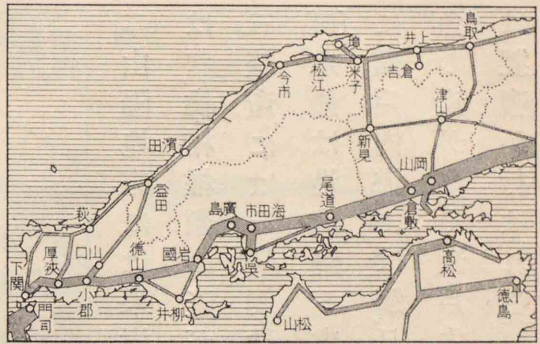 鳥取
上井
境
倉吉
米子
松江
今市
津山
濱田
新見
岡山
益田
尾道
倉敷
海田市
廣島
萩
山口
德山
岩國
吳
高松
厚狹
下關
小郡
門司
柳井
松山
德島